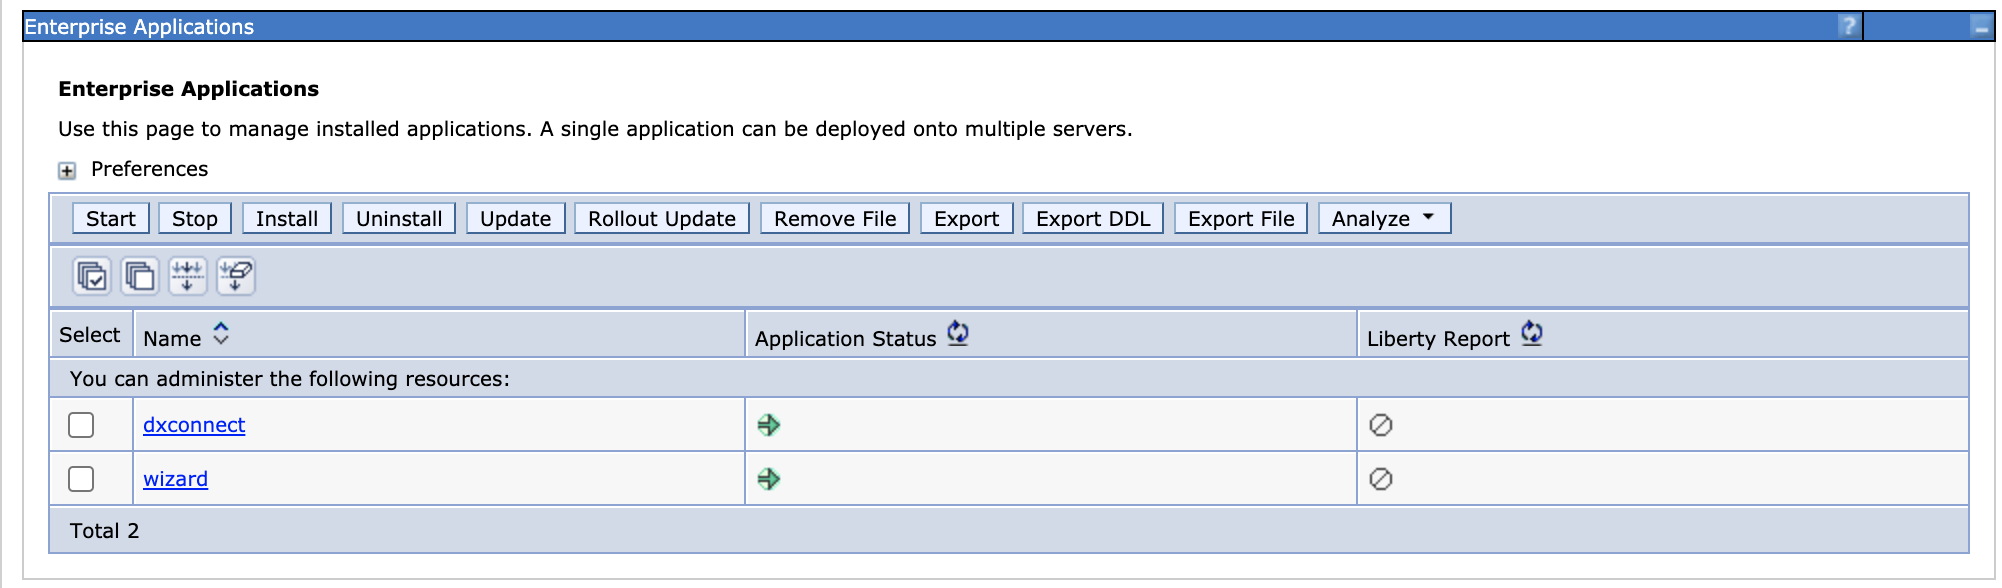 Enterprise Applications
?
Enterprise Applications
Use this page to manage installed applications. A single application can be deployed onto multiple servers.
Preferences
Start Stop Install Uninstall Update Rollout Update Remove File Export Export DDL Export File Analyze
Select Name Application Status Liberty Report
You can administer the following resources:
dxconnect
wizard
Total 2